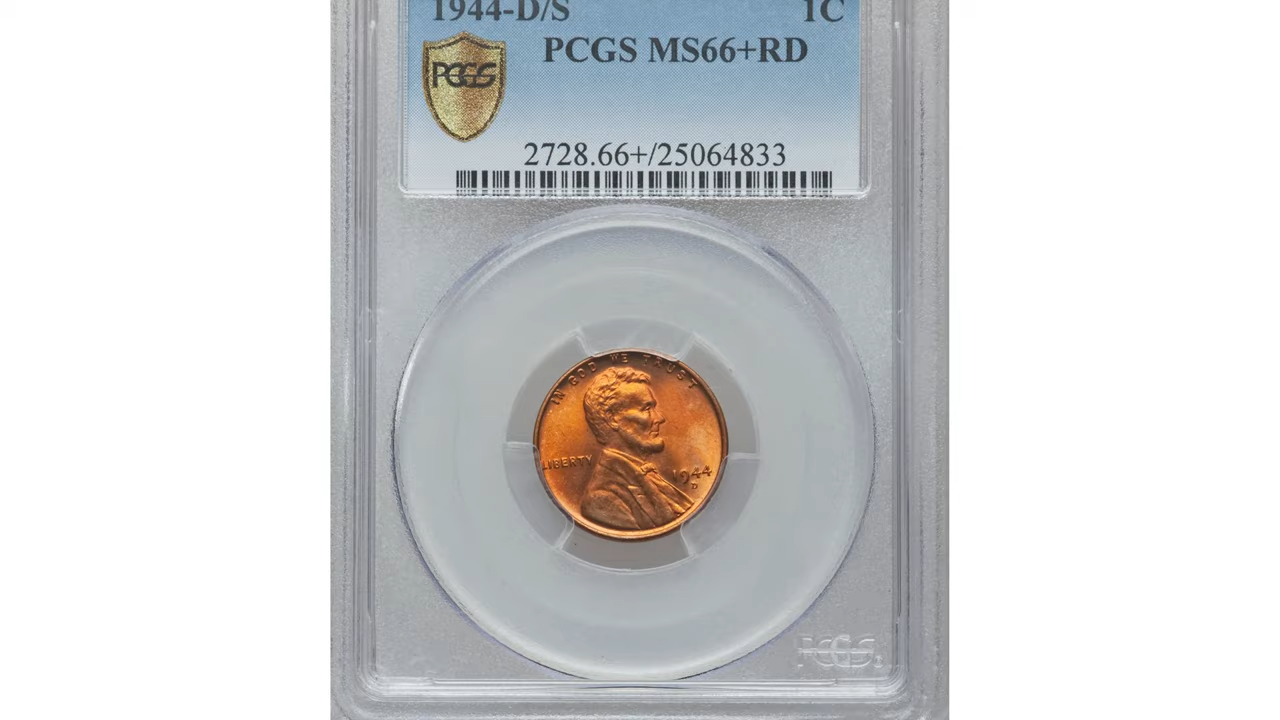 1944-D/S 1C
PCGS MS66+RD
PCGS
2728.66+/25064833
IN GOD WE TRUST
LIBERTY
1944
D
PCGS